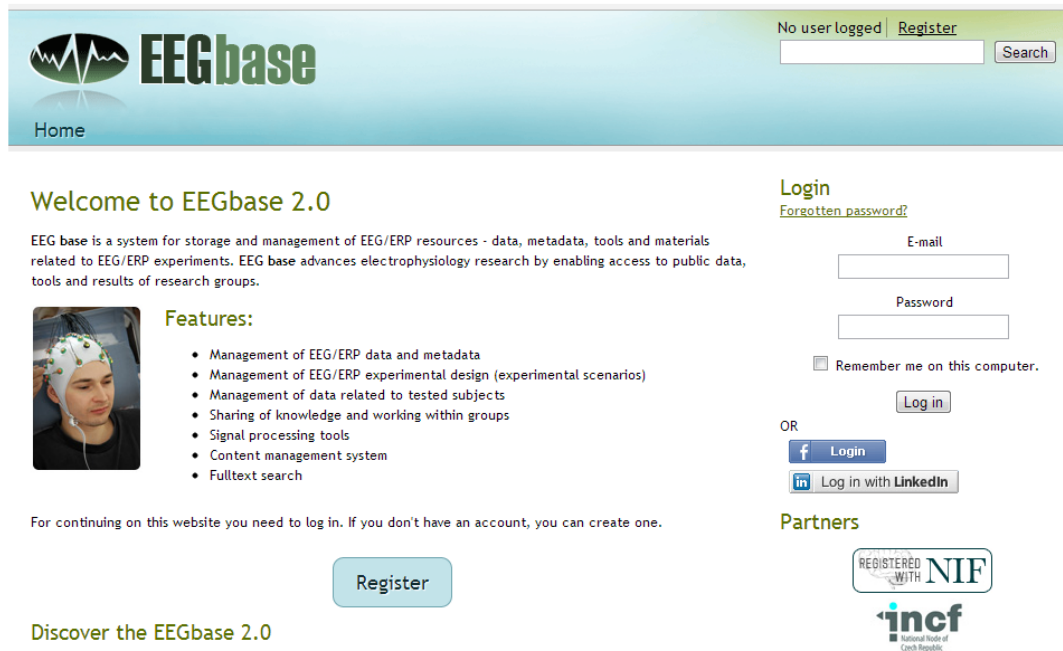 No user logged Register
Search
EEGbase
Home
Welcome to EEGbase 2.0
EEG base is a system for storage and management of EEG/ERP resources - data, metadata, tools and materials
related to EEG/ERP experiments. EEG base advances electrophysiology research by enabling access to public data,
tools and results of research groups.
Features:
• Management of EEG/ERP data and metadata
• Management of EEG/ERP experimental design (experimental scenarios)
• Management of data related to tested subjects
• Sharing of knowledge and working within groups
• Signal processing tools
• Content management system
• Fulltext search
For continuing on this website you need to log in. If you don't have an account, you can create one.
Register
Discover the EEGbase 2.0
Login
Forgotten password?
E-mail
Password
Remember me on this computer.
Log in
OR
f Login
in Log in with LinkedIn
Partners
REGISTERED
WITH NIF
incf
National Node of
Czech Republic